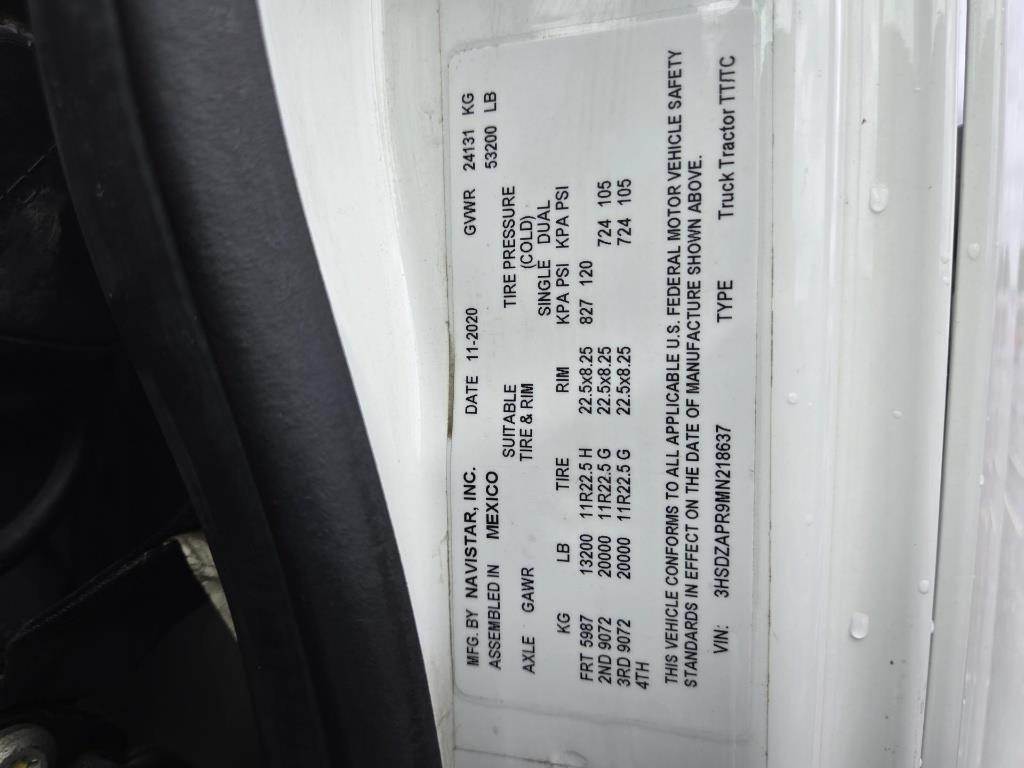 MFG. BY NAVISTAR, INC. DATE 11-2020 GVWR 24131 KG
ASSEMBLED IN MEXICO 53200 LB
SUITABLE TIRE PRESSURE
AXLE GAWR TIRE & RIM (COLD)
SINGLE DUAL
KG LB TIRE RIM KPA PSI KPA PSI
FRT 5987 13200 11R22.5 H 22.5x8.25 827 120
2ND 9072 20000 11R22.5 G 22.5x8.25 724 105
3RD 9072 20000 11R22.5 G 22.5x8.25 724 105
4TH
THIS VEHICLE CONFORMS TO ALL APPLICABLE U.S. FEDERAL MOTOR VEHICLE SAFETY
STANDARDS IN EFFECT ON THE DATE OF MANUFACTURE SHOWN ABOVE.
VIN: 3HSDZAPR9MN218637 TYPE Truck Tractor TT/TC